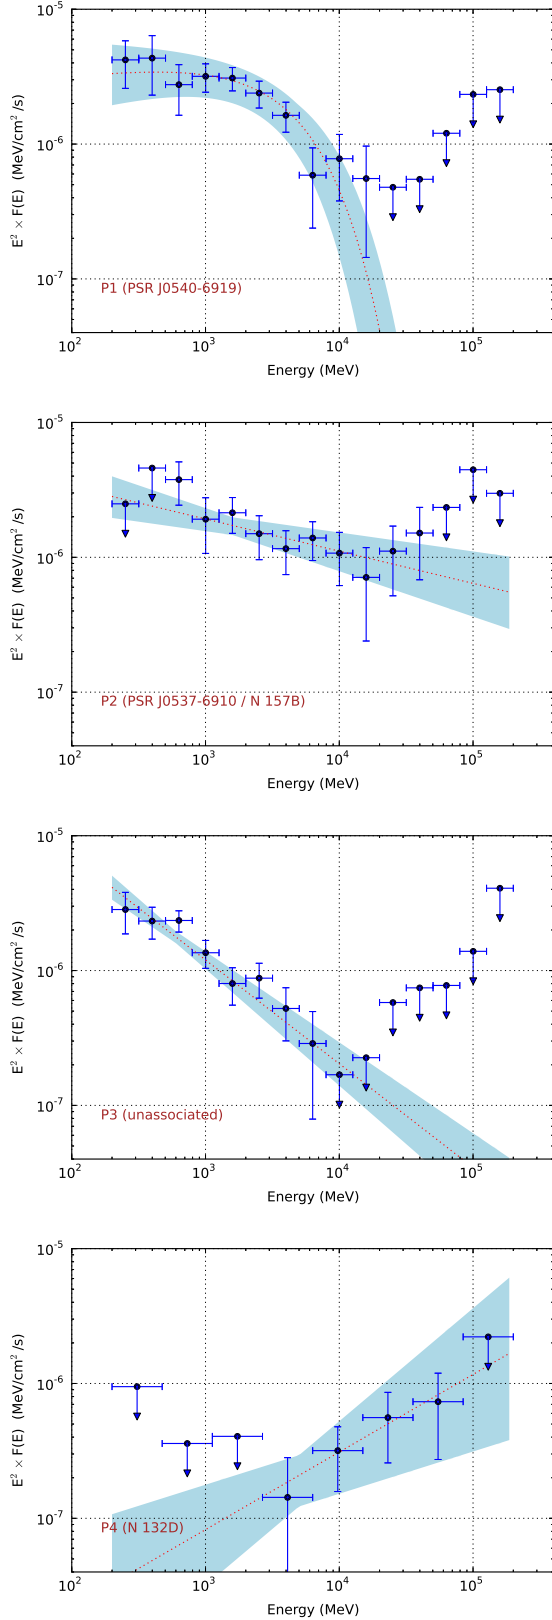 10^-5
10^-6
10^-7
E^2 × F(E) (MeV/cm^2/s)
P1 (PSR J0540-6919)
10^2 10^3 10^4 10^5
Energy (MeV)
10^-5
10^-6
10^-7
E^2 × F(E) (MeV/cm^2/s)
P2 (PSR J0537-6910 / N 157B)
10^2 10^3 10^4 10^5
Energy (MeV)
10^-5
10^-6
10^-7
E^2 × F(E) (MeV/cm^2/s)
P3 (unassociated)
10^2 10^3 10^4 10^5
Energy (MeV)
10^-5
10^-6
10^-7
E^2 × F(E) (MeV/cm^2/s)
P4 (N 132D)
10^2 10^3 10^4 10^5
Energy (MeV)